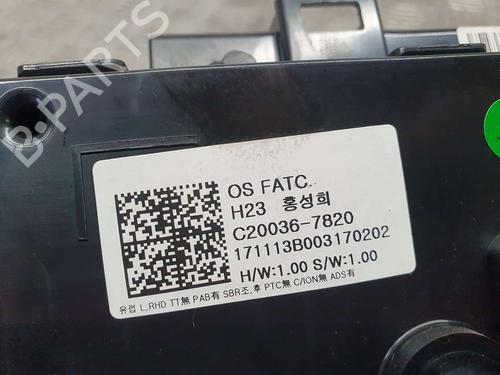 B-PARTS
OS FATC
H23 홍성희
C20036-7820
171113B003170202
H/W:1.00 S/W:1.00
유럽 L.RHD TT無 PAB有 SBR조,후 PTC無 C/ION無 ADS有